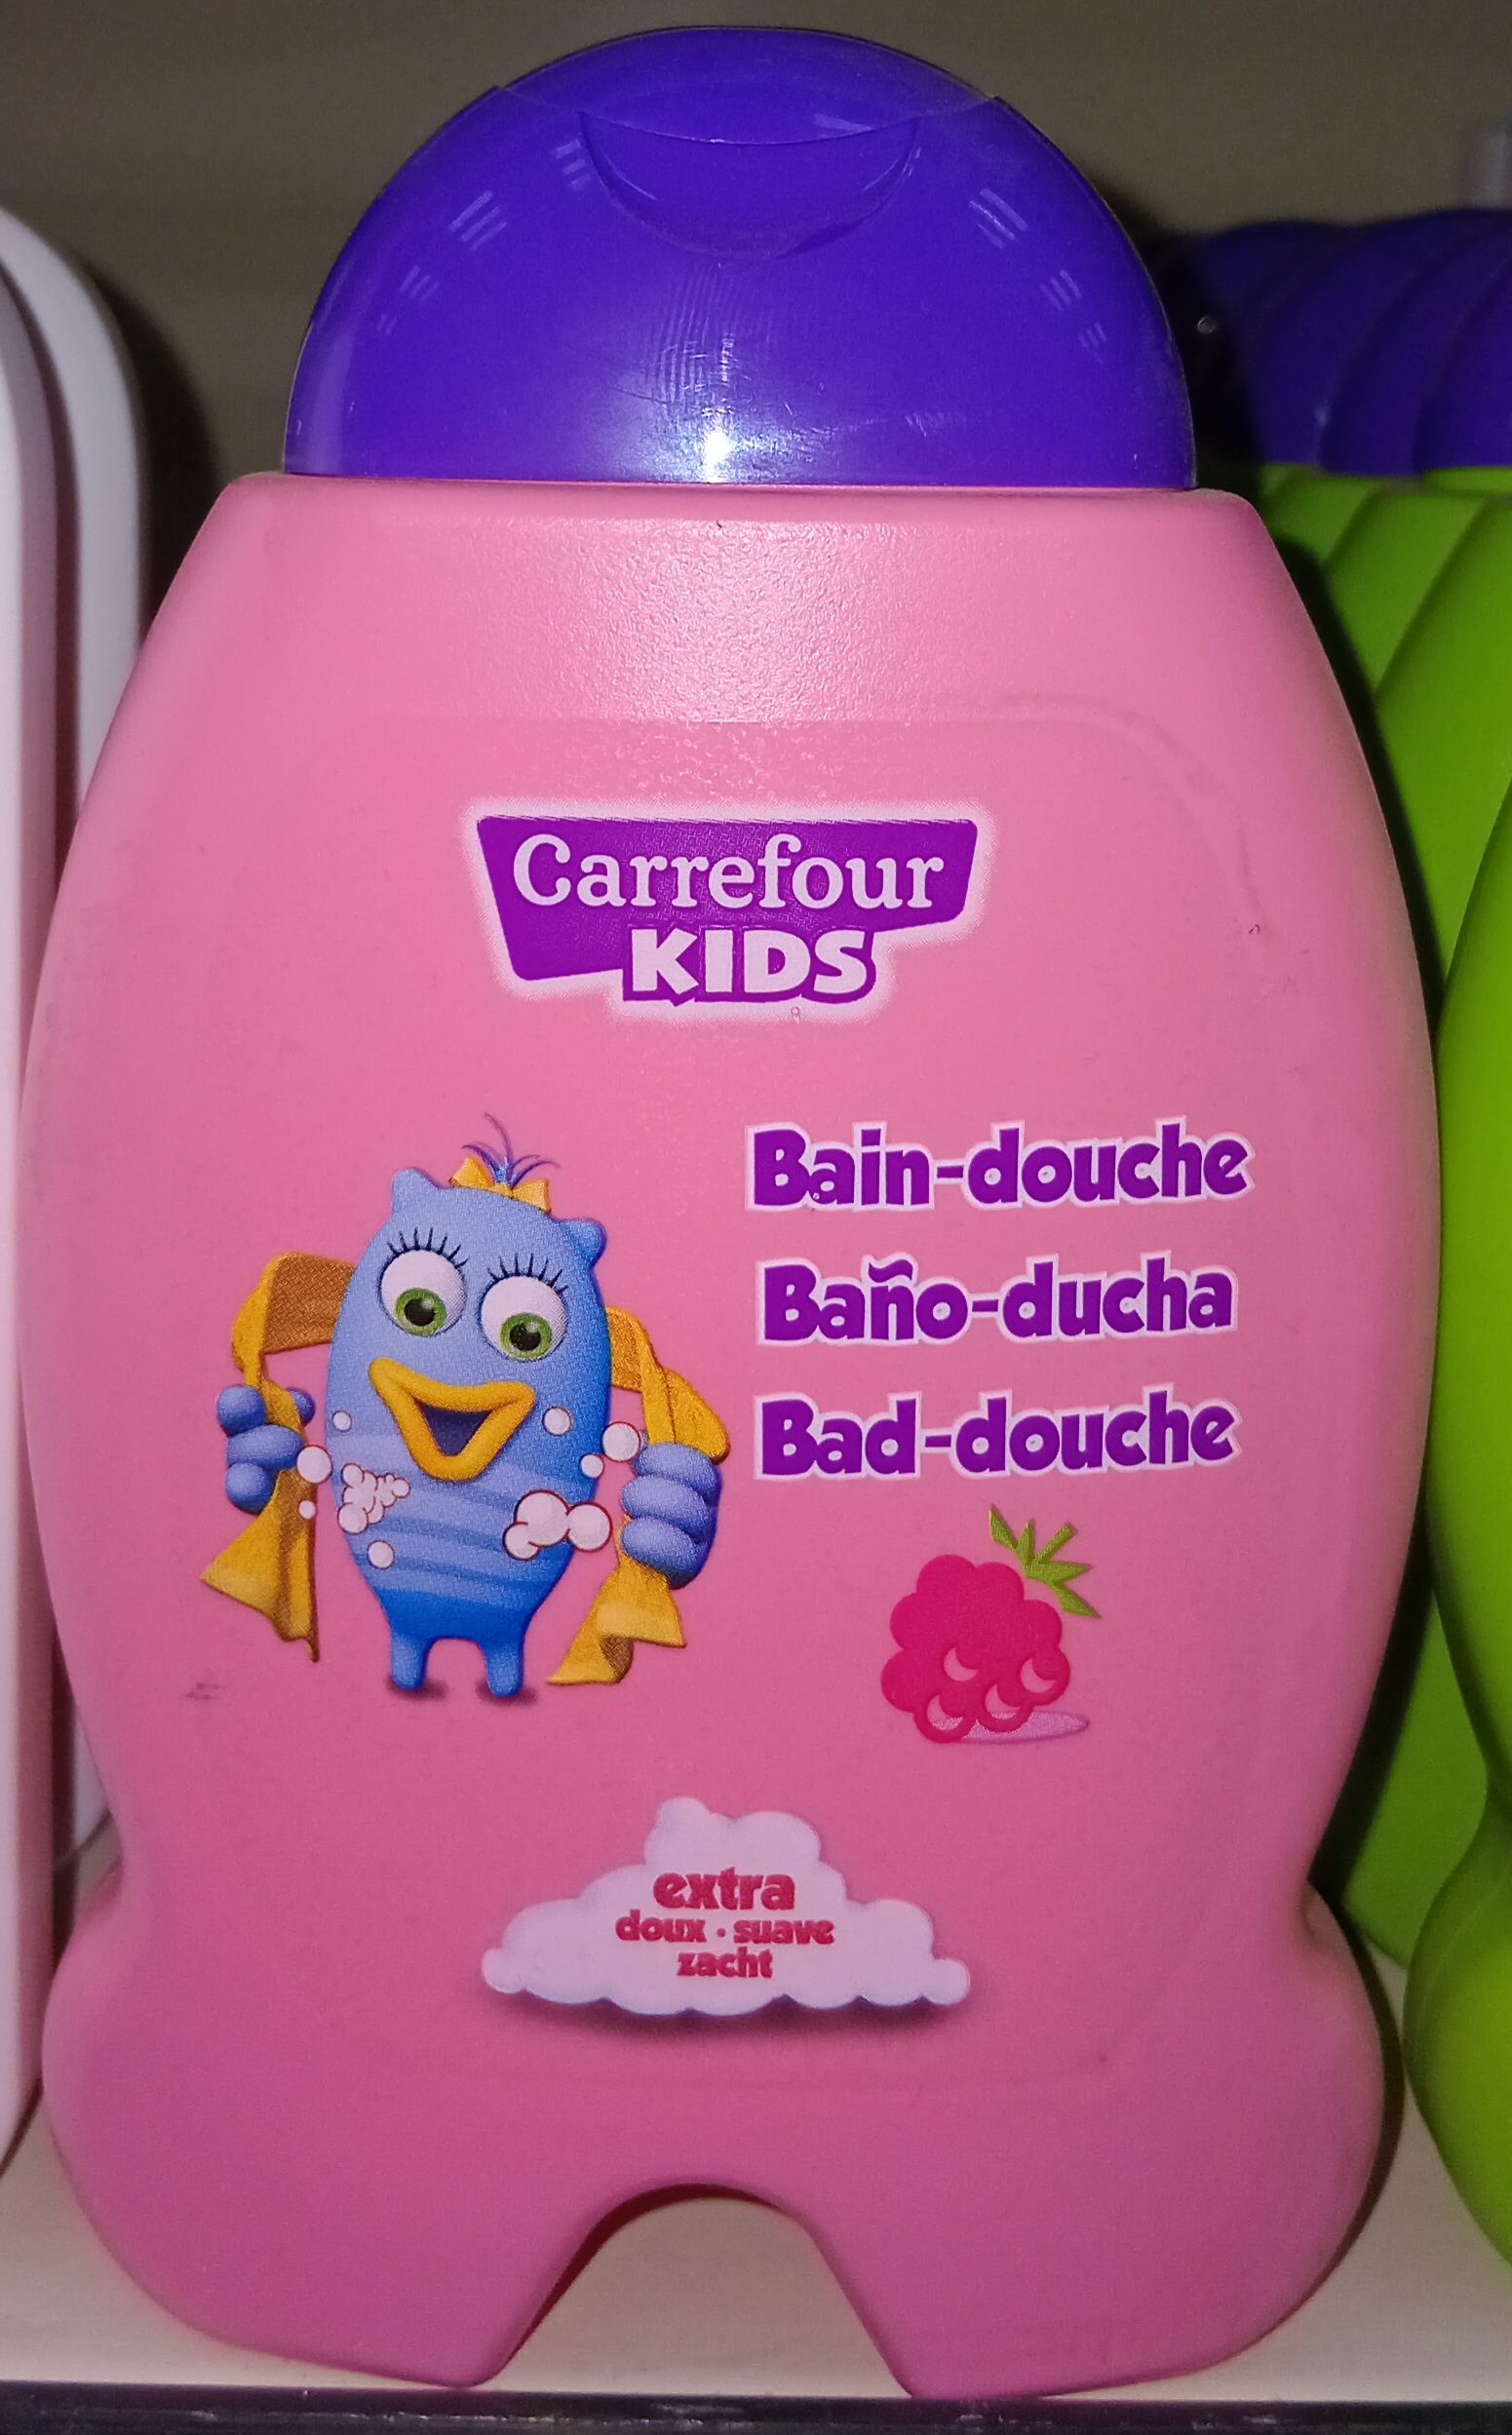 Carrefour
KIDS
Bain-douche
Baño-ducha
Bad-douche
extra
doux · suave
zacht